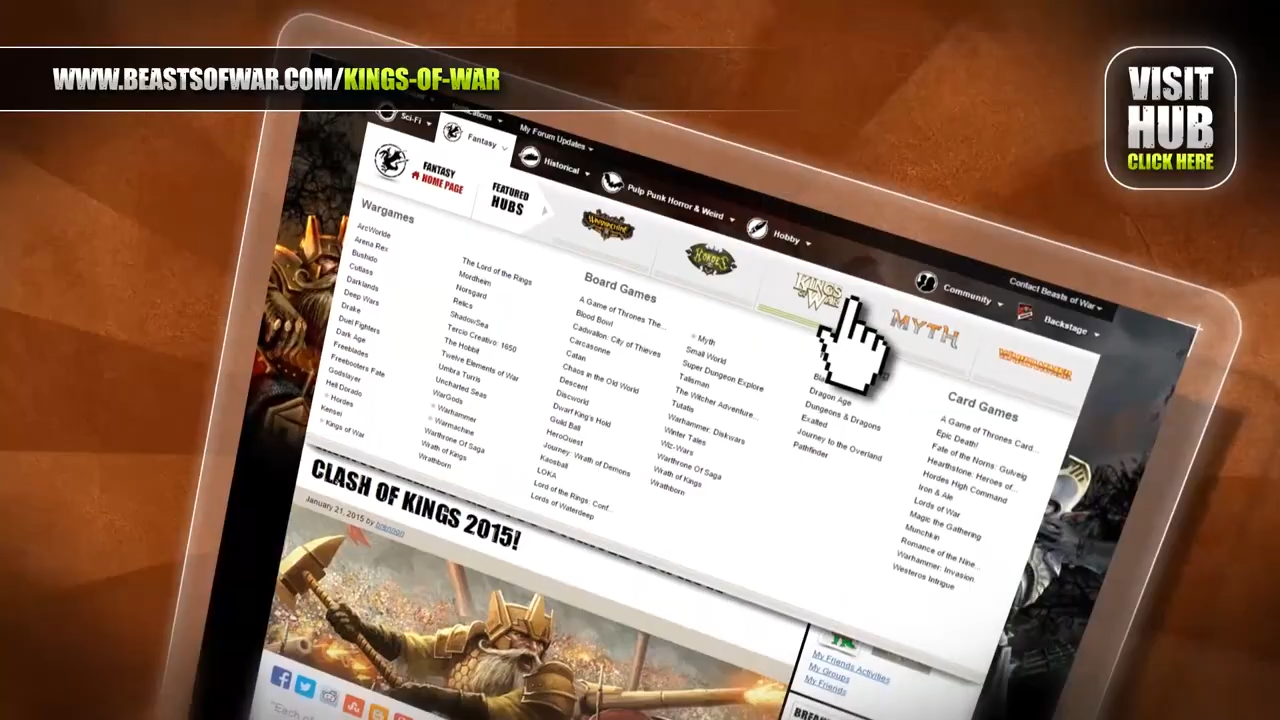 WWW.BEASTSOFWAR.COM/KINGS-OF-WAR
VISIT
HUB
CLICK HERE
My Forum Updates
Contact Beasts of War
Sci-Fi
Fantasy
Historical
Pulp Punk Horror & Weird
Hobby
Community
Backstage
FANTASY
HOME PAGE
FEATURED
HUBS
WARMACHINE
HORDES
KINGS
OF
WAR
MYTH
Wargames
ArcWorlde
Arena Rex
Bushido
Cutlass
Darklands
Deep Wars
Drake
Duel Fighters
Dark Age
Freeblades
Freebooters Fate
Godslayer
Hell Dorado
Hordes
Kensei
Kings of War
The Lord of the Rings
Mordheim
Norsgard
Relics
ShadowSea
Tercio Creativo: 1650
The Hobbit
Twelve Elements of War
Umbra Turris
Uncharted Seas
WarGods
Warhammer
Warmachine
Warthrone Of Saga
Wrath of Kings
Wrathborn
Board Games
A Game of Thrones The...
Blood Bowl
Cadwallon: City of Thieves
Carcasonne
Catan
Chaos in the Old World
Descent
Discworld
Dwarf King's Hold
Guild Ball
HeroQuest
Journey: Wrath of Demons
Kaosball
LOKA
Lord of the Rings: Conf...
Lords of Waterdeep
Myth
Small World
Super Dungeon Explore
Talisman
The Witcher Adventure...
Tutatis
Warhammer: Diskwars
Winter Tales
Wiz-Wars
Warthrone Of Saga
Wrath of Kings
Wrathborn
Dragon Age
Dungeons & Dragons
Exalted
Journey to the Overland
Pathfinder
Card Games
A Game of Thrones Card...
Epic Death!
Fate of the Norns: Gulveig
Hearthstone: Heroes of...
Hordes High Command
Iron & Ale
Lords of War
Magic the Gathering
Munchkin
Romance of the Nine...
Warhammer: Invasion
Westeros Intrigue
CLASH OF KINGS 2015!
January 21, 2015 by brennon
My Friends Activities
My Groups
My Friends
"Each of